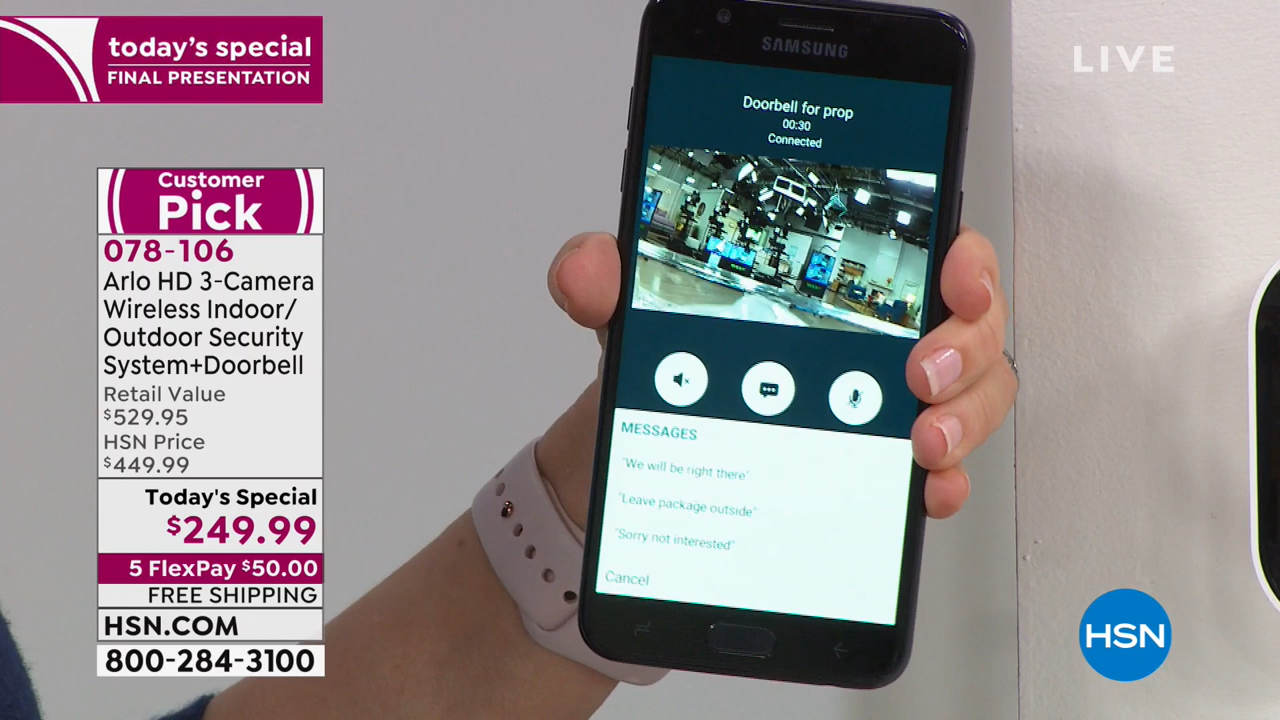 today's special
FINAL PRESENTATION
LIVE
Customer
Pick
078-106
Arlo HD 3-Camera
Wireless Indoor/
Outdoor Security
System+Doorbell
Retail Value
$529.95
HSN Price
$449.99
Today's Special
$249.99
5 FlexPay $50.00
FREE SHIPPING
HSN.COM
800-284-3100
SAMSUNG
Doorbell for prop
00:30
Connected
MESSAGES
"We will be right there"
"Leave package outside"
"Sorry not interested"
Cancel
HSN